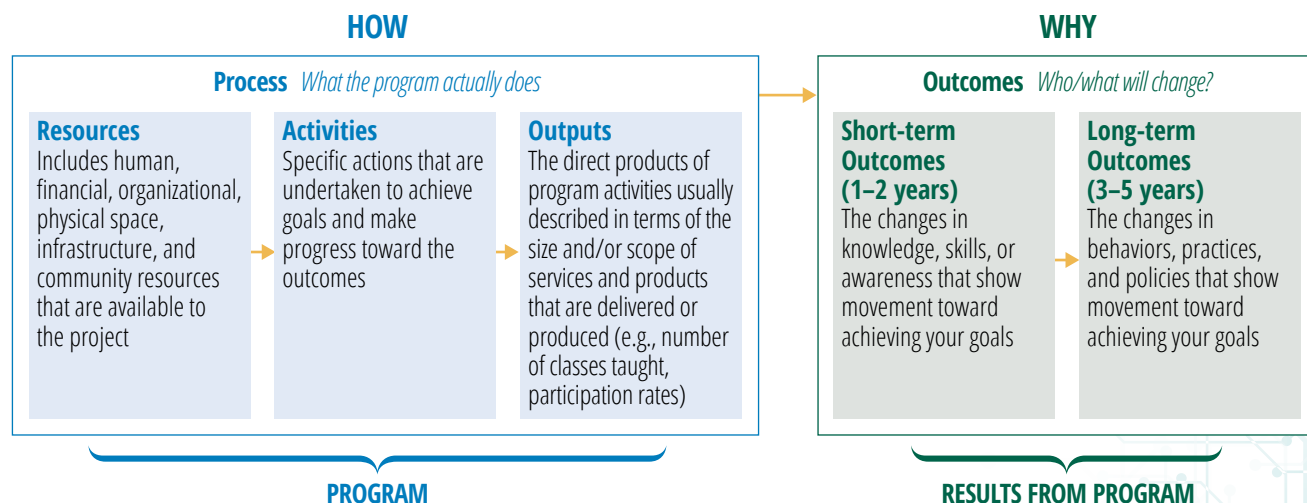 HOW
Process What the program actually does
Resources
Includes human,
financial, organizational,
physical space,
infrastructure, and
community resources
that are available to
the project
Activities
Specific actions that are
undertaken to achieve
goals and make
progress toward the
outcomes
Outputs
The direct products of
program activities usually
described in terms of the
size and/or scope of
services and products
that are delivered or
produced (e.g., number
of classes taught,
participation rates)
PROGRAM
WHY
Outcomes Who/what will change?
Short-term
Outcomes
(1–2 years)
The changes in
knowledge, skills, or
awareness that show
movement toward
achieving your goals
Long-term
Outcomes
(3–5 years)
The changes in
behaviors, practices,
and policies that show
movement toward
achieving your goals
RESULTS FROM PROGRAM